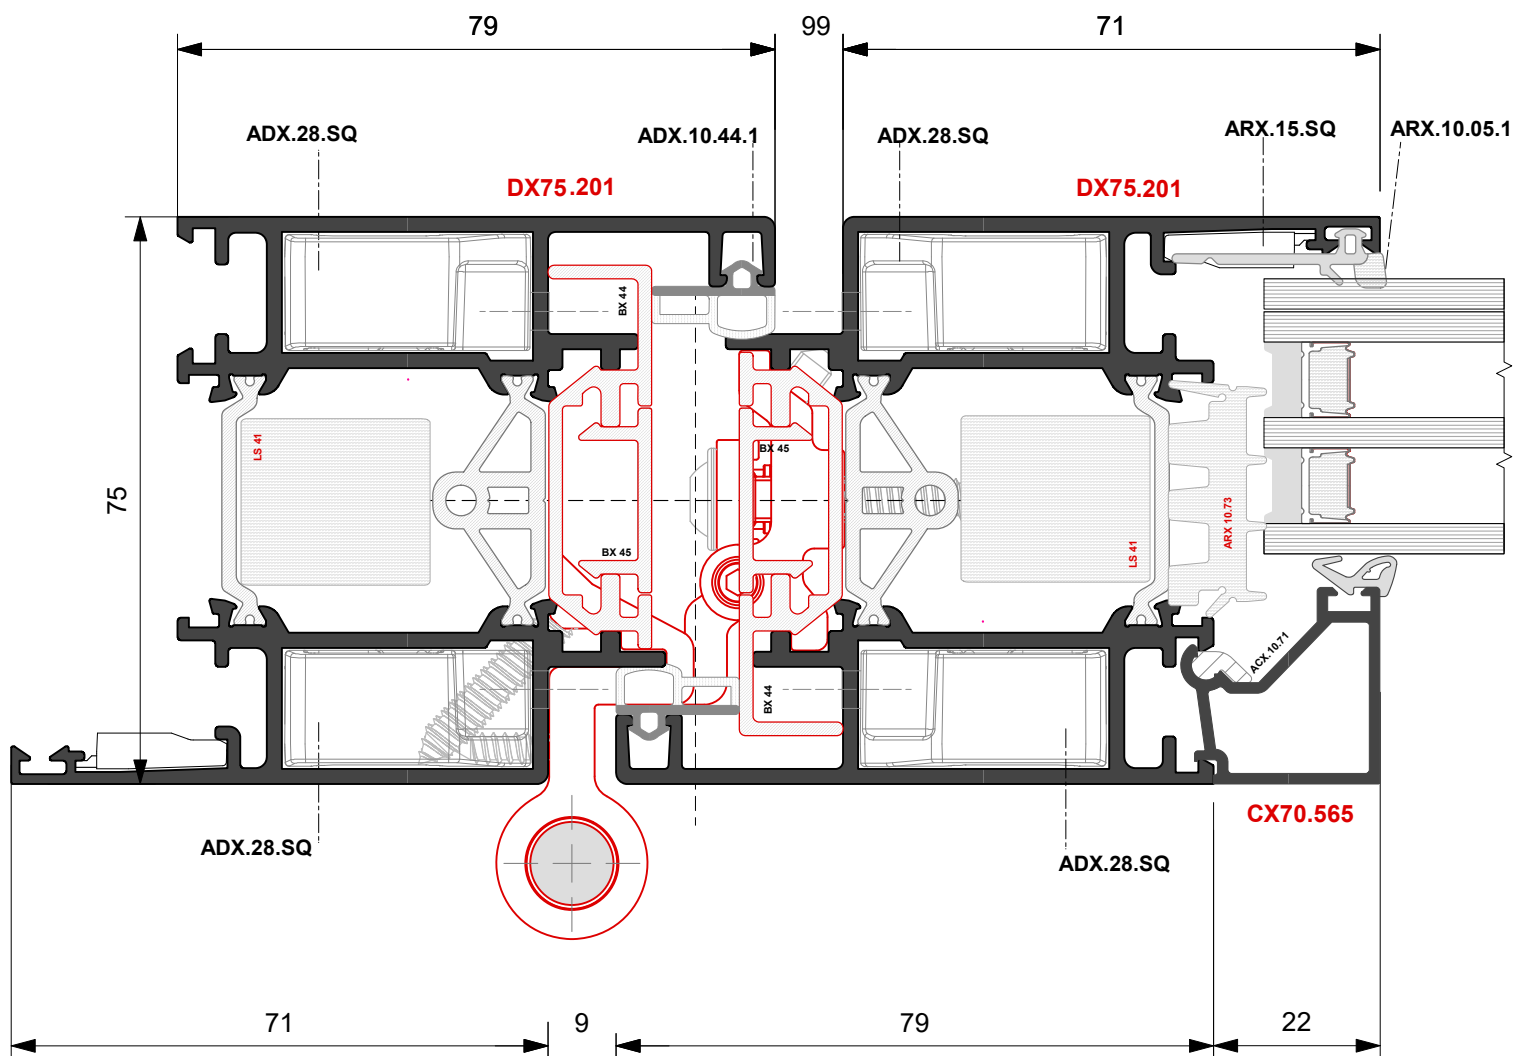 79 99 71
ADX.28.SQ ADX.10.44.1 ADX.28.SQ ARX.15.SQ ARX.10.05.1
DX75.201 DX75.201
BX 44
LS 41
BX 45
75
BX 45
ARX 10.73
LS 41
ACX.10.71
BX 44
CX70.565
ADX.28.SQ ADX.28.SQ
71 9 79 22